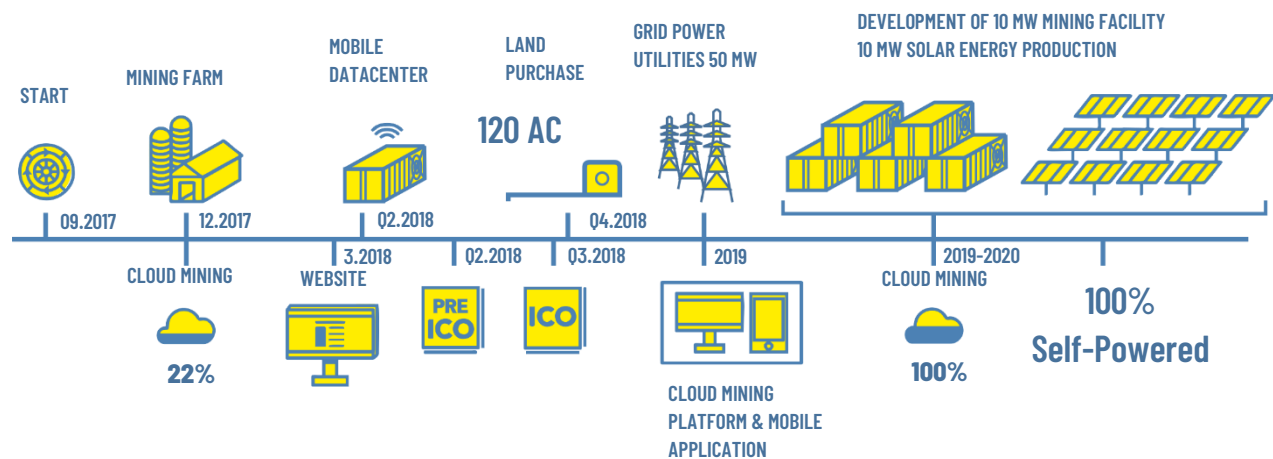 START
MINING FARM
MOBILE
DATACENTER
LAND
PURCHASE
120 AC
GRID POWER
UTILITIES 50 MW
DEVELOPMENT OF 10 MW MINING FACILITY
10 MW SOLAR ENERGY PRODUCTION
09.2017
12.2017
Q2.2018
Q4.2018
3.2018
Q2.2018
Q3.2018
2019
2019-2020
CLOUD MINING
22%
WEBSITE
PRE
ICO
ICO
CLOUD MINING
PLATFORM & MOBILE
APPLICATION
CLOUD MINING
100%
100%
Self-Powered